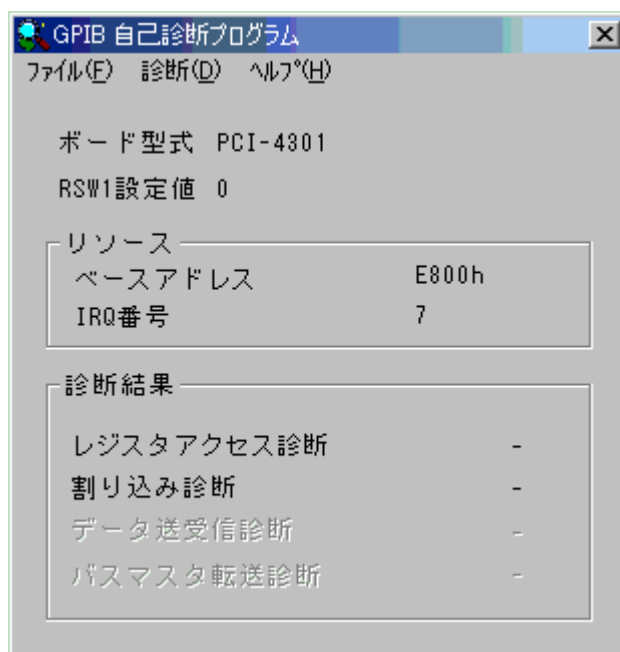 GPIB 自己診断プログラム
ファイル(F) 診断(D) ヘルプ(H)
ボード型式 PCI-4301
RSW1設定値 0
リソース
ベースアドレス E800h
IRQ番号 7
診断結果
レジスタアクセス診断 -
割り込み診断 -
データ送受信診断 -
バスマスタ転送診断 -